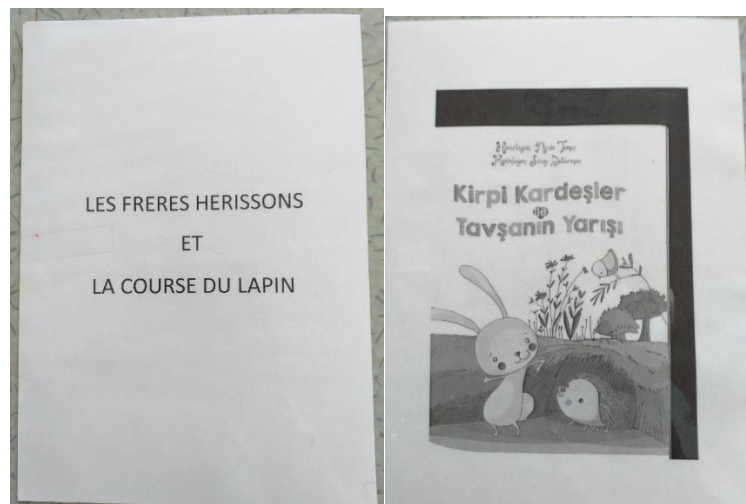 LES FRERES HERISSONS
ET
LA COURSE DU LAPIN
Kirpi Kardeşler
ile
Tavşanın Yarışı